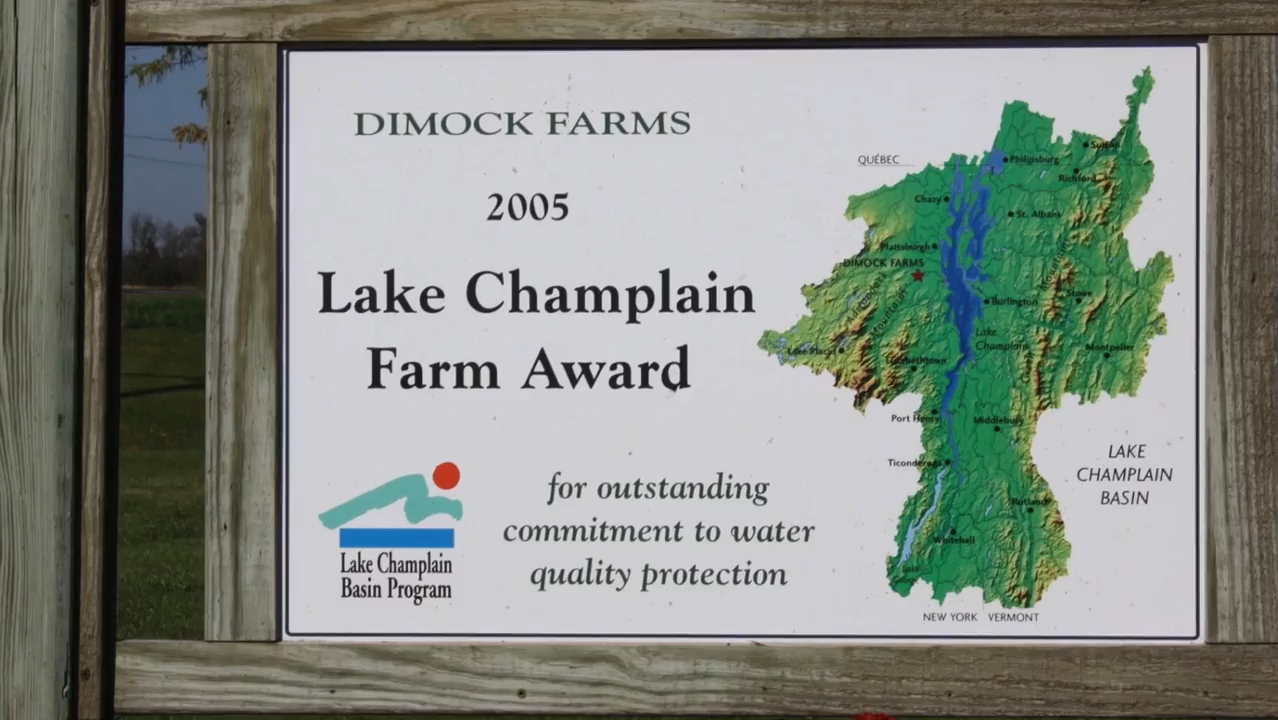 DIMOCK FARMS
2005
Lake Champlain
Farm Award
for outstanding
commitment to water
quality protection
Lake Champlain
Basin Program
QUÉBEC
Philipsburg
Sutton
Richford
Chazy
St. Albans
Plattsburgh
DIMOCK FARMS
Burlington
Stowe
Mountains
Lake
Champlain
Montpelier
Lake Placid
Elizabethtown
Port Henry
Middlebury
Ticonderoga
Rutland
Whitehall
LAKE
CHAMPLAIN
BASIN
NEW YORK VERMONT